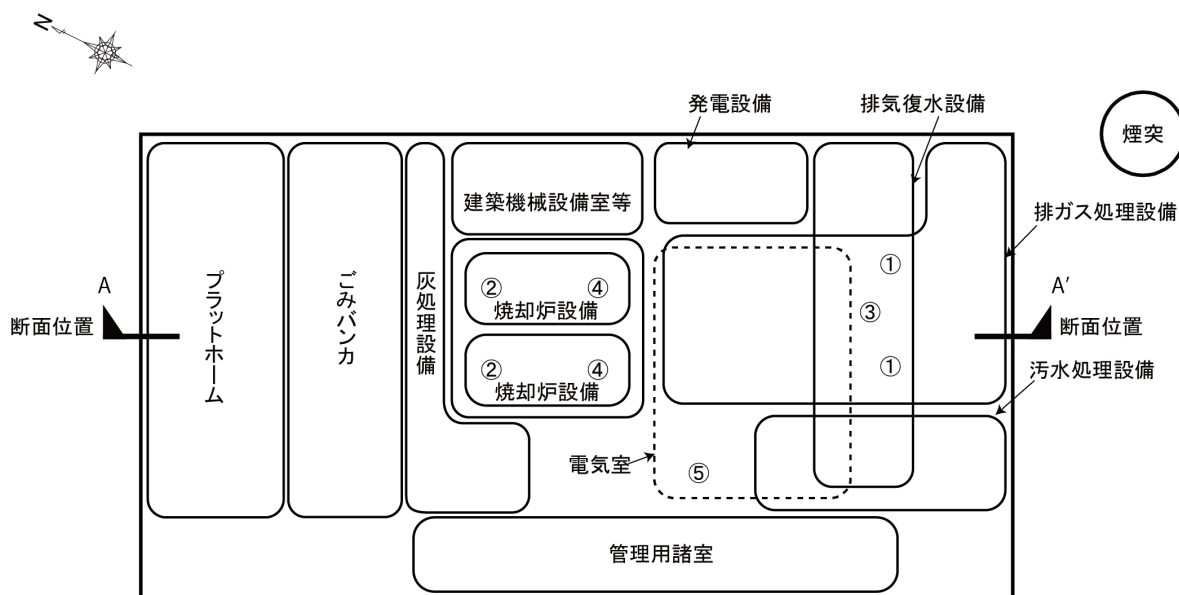 N
発電設備
排気復水設備
煙突
建築機械設備室等
排ガス処理設備
プラットホーム
ごみバンカ
灰処理設備
A
断面位置
②
④
焼却炉設備
②
④
焼却炉設備
①
③
①
A′
断面位置
汚水処理設備
電気室
⑤
管理用諸室